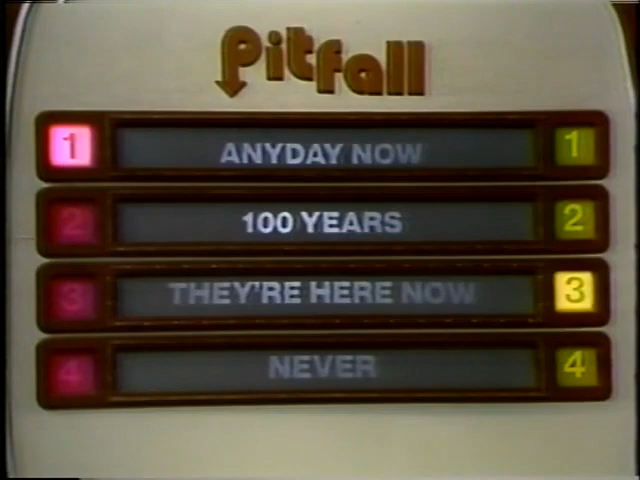 Pitfall
1 ANYDAY NOW 1
2 100 YEARS 2
3 THEY'RE HERE NOW 3
4 NEVER 4